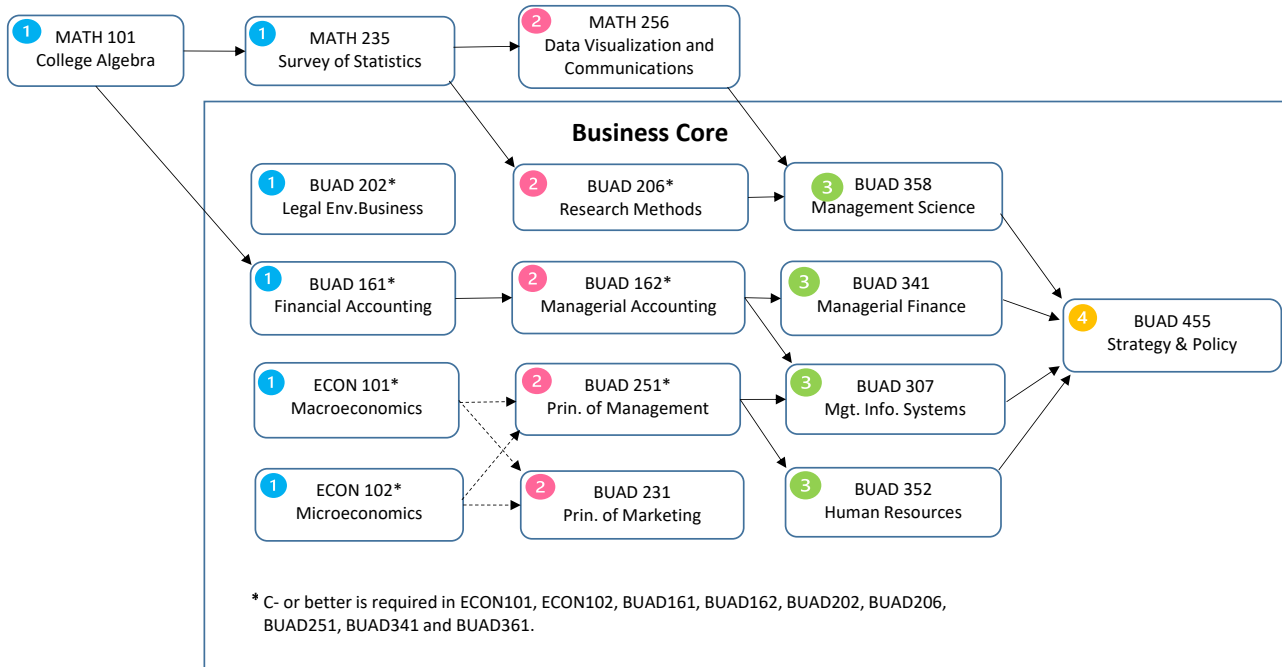 1
MATH 101
College Algebra
1
MATH 235
Survey of Statistics
2
MATH 256
Data Visualization and
Communications
Business Core
1
BUAD 202*
Legal Env.Business
2
BUAD 206*
Research Methods
3
BUAD 358
Management Science
1
BUAD 161*
Financial Accounting
2
BUAD 162*
Managerial Accounting
3
BUAD 341
Managerial Finance
4
BUAD 455
Strategy & Policy
1
ECON 101*
Macroeconomics
2
BUAD 251*
Prin. of Management
3
BUAD 307
Mgt. Info. Systems
1
ECON 102*
Microeconomics
2
BUAD 231
Prin. of Marketing
3
BUAD 352
Human Resources
* C- or better is required in ECON101, ECON102, BUAD161, BUAD162, BUAD202, BUAD206,
BUAD251, BUAD341 and BUAD361.